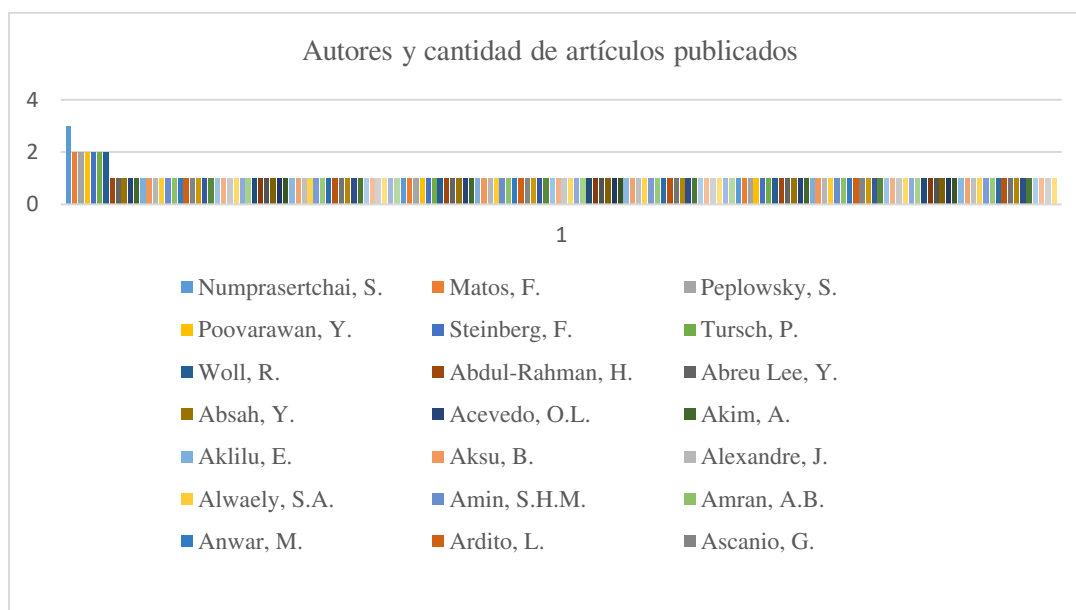 Autores y cantidad de artículos publicados
4
2
0
1
Numprasertchai, S. Matos, F. Peplowsky, S.
Poovarawan, Y. Steinberg, F. Tursch, P.
Woll, R. Abdul-Rahman, H. Abreu Lee, Y.
Absah, Y. Acevedo, O.L. Akim, A.
Aklilu, E. Aksu, B. Alexandre, J.
Alwaely, S.A. Amin, S.H.M. Amran, A.B.
Anwar, M. Ardito, L. Ascanio, G.